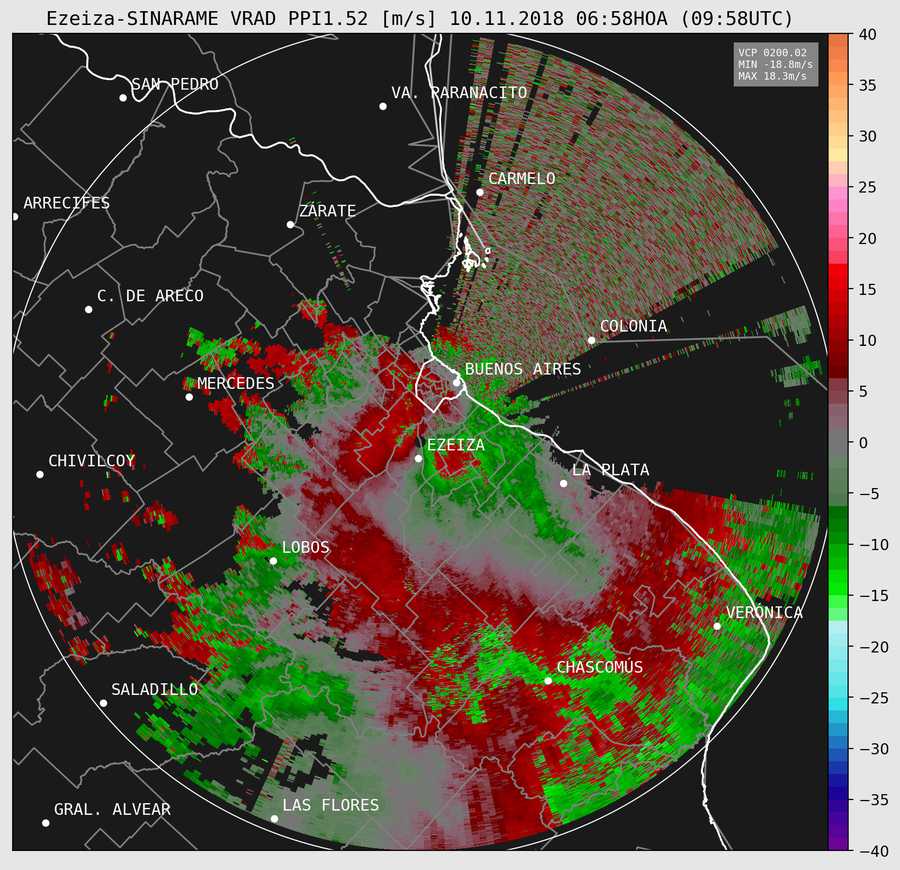 Ezeiza-SINARAME VRAD PPI1.52 [m/s] 10.11.2018 06:58HOA (09:58UTC)
VCP 0200.02
MIN -18.8m/s
MAX 18.3m/s
SAN PEDRO
VA. PARANACITO
CARMELO
ARRECIFES
ZÁRATE
C. DE ARECO
COLONIA
BUENOS AIRES
MERCEDES
EZEIZA
CHIVILCOY
LA PLATA
LOBOS
VERÓNICA
CHASCOMÚS
SALADILLO
LAS FLORES
GRAL. ALVEAR
40
35
30
25
20
15
10
5
0
−5
−10
−15
−20
−25
−30
−35
−40